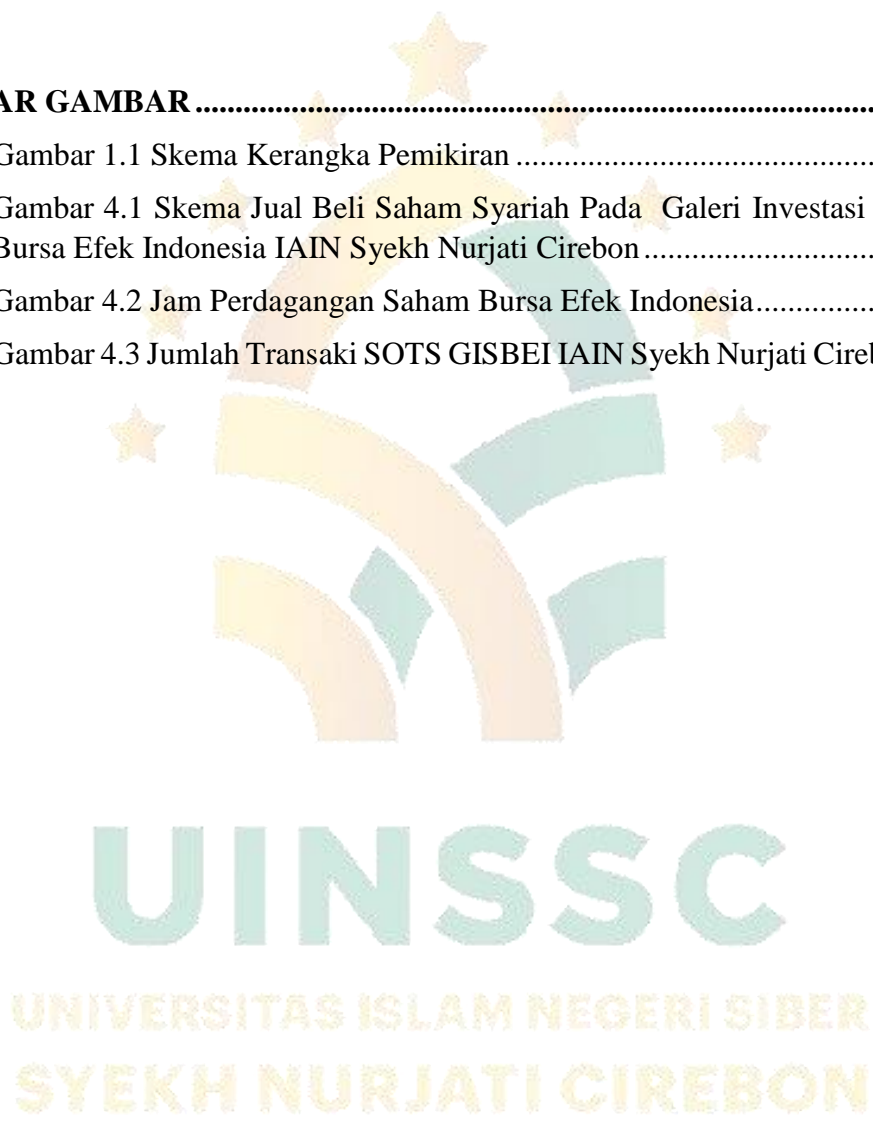 AR GAMBAR ....................................................................................
Gambar 1.1 Skema Kerangka Pemikiran .............................................
Gambar 4.1 Skema Jual Beli Saham Syariah Pada Galeri Investasi
Bursa Efek Indonesia IAIN Syekh Nurjati Cirebon .............................
Gambar 4.2 Jam Perdagangan Saham Bursa Efek Indonesia...............
Gambar 4.3 Jumlah Transaki SOTS GISBEI IAIN Syekh Nurjati Cireb
UINSSC
UNIVERSITAS ISLAM NEGERI SIBER
SYEKH NURJATI CIREBON